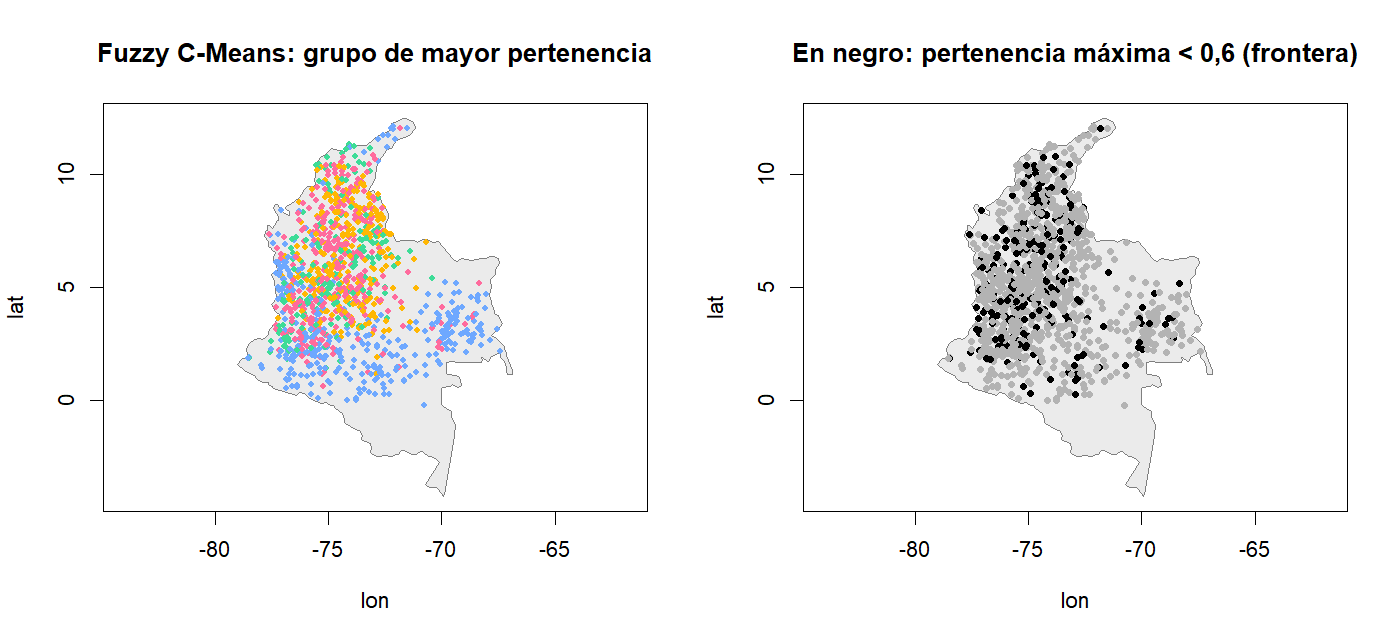 Fuzzy C-Means: grupo de mayor pertenencia
lat
10
5
0
-80 -75 -70 -65
lon
En negro: pertenencia máxima < 0,6 (frontera)
lat
10
5
0
-80 -75 -70 -65
lon